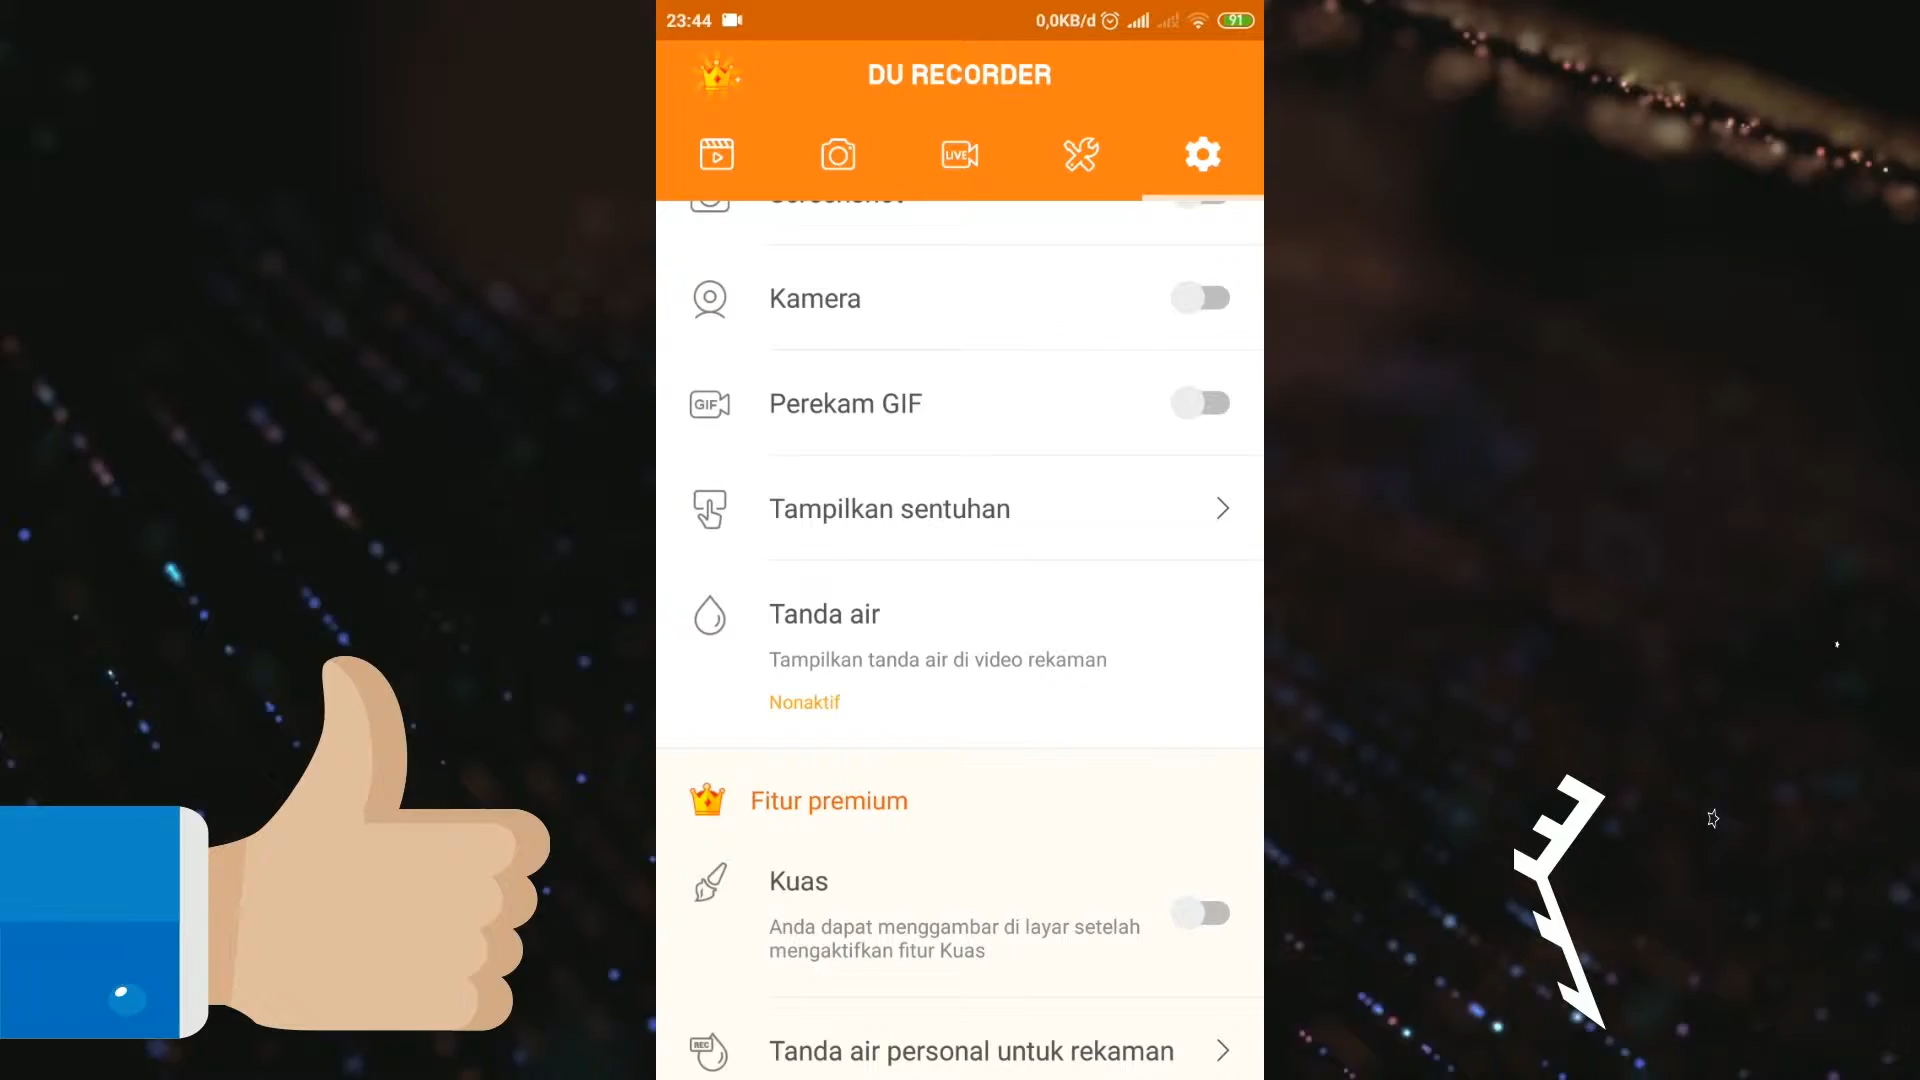 23:44
0,0KB/d
91
DU RECORDER
LIVE
Screenshot
Kamera
GIF
Perekam GIF
Tampilkan sentuhan
Tanda air
Tampilkan tanda air di video rekaman
Nonaktif
Fitur premium
Kuas
Anda dapat menggambar di layar setelah
mengaktifkan fitur Kuas
REC
Tanda air personal untuk rekaman